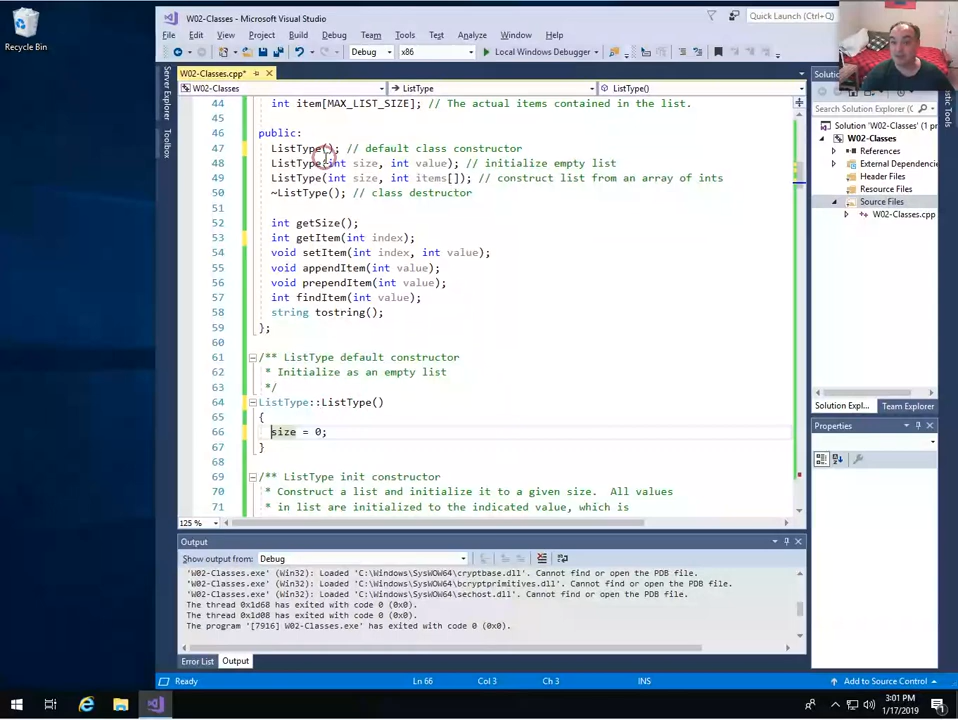 Recycle Bin
W02-Classes - Microsoft Visual Studio
Quick Launch (Ctrl+Q)
File Edit View Project Build Debug Team Tools Test Analyze Window Help
Debug x86 Local Windows Debugger
Server Explorer
Toolbox
W02-Classes.cpp*
W02-Classes ListType ListType()
44 int item[MAX_LIST_SIZE]; // The actual items contained in the list.
45
46 public:
47 ListType(); // default class constructor
48 ListType(int size, int value); // initialize empty list
49 ListType(int size, int items[]); // construct list from an array of ints
50 ~ListType(); // class destructor
51
52 int getSize();
53 int getItem(int index);
54 void setItem(int index, int value);
55 void appendItem(int value);
56 void prependItem(int value);
57 int findItem(int value);
58 string tostring();
59 };
60
61 /** ListType default constructor
62 * Initialize as an empty list
63 */
64 ListType::ListType()
65 {
66 size = 0;
67 }
68
69 /** ListType init constructor
70 * Construct a list and initialize it to a given size. All values
71 * in list are initialized to the indicated value, which is
125 %
Solution
Search Solution Explorer
Solution 'W02-Classes' (1
W02-Classes
References
External Depe
Header Files
Resource Files
Source Files
W02-Classes.cpp
Solution Expl... Team Explorer
Properties
Output
Show output from: Debug
'W02-Classes.exe' (Win32): Loaded 'C:\Windows\SysWOW64\cryptbase.dll'. Cannot find or open the PDB file.
'W02-Classes.exe' (Win32): Loaded 'C:\Windows\SysWOW64\bcryptprimitives.dll'. Cannot find or open the PDB file.
'W02-Classes.exe' (Win32): Loaded 'C:\Windows\SysWOW64\sechost.dll'. Cannot find or open the PDB file.
The thread 0x1d68 has exited with code 0 (0x0).
The thread 0x1d08 has exited with code 0 (0x0).
The program '[7916] W02-Classes.exe' has exited with code 0 (0x0).
Error List Output
Ready Ln 66 Col 3 Ch 3 INS Add to Source Control
3:01 PM
1/17/2019